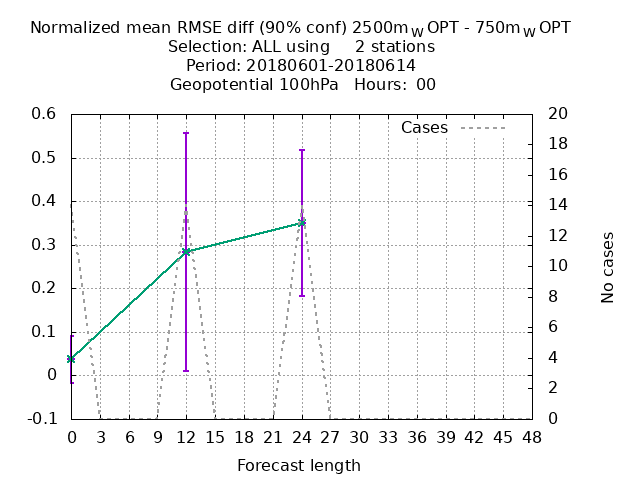 Normalized mean RMSE diff (90% conf) 2500m_W OPT - 750m_W OPT
Selection: ALL using 2 stations
Period: 20180601-20180614
Geopotential 100hPa Hours: 00
Cases
0.6
0.5
0.4
0.3
0.2
0.1
0
-0.1
20
18
16
14
12
10
8
6
4
2
0
No cases
0 3 6 9 12 15 18 21 24 27 30 33 36 39 42 45 48
Forecast length